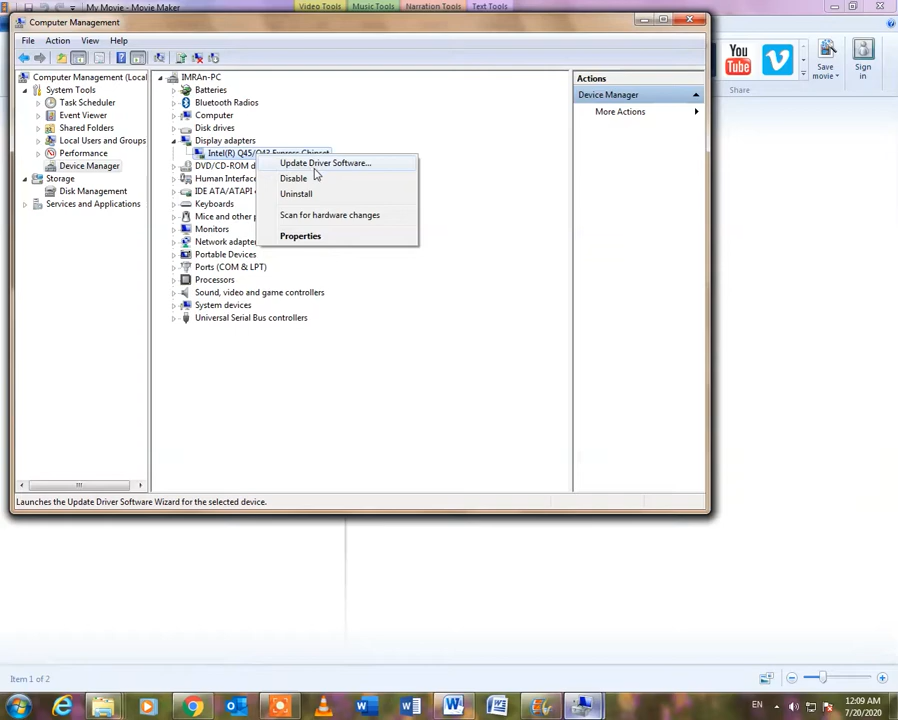 My Movie - Movie Maker
Video Tools
Music Tools
Narration Tools
Text Tools
Computer Management
File Action View Help
Computer Management (Local
System Tools
Task Scheduler
Event Viewer
Shared Folders
Local Users and Groups
Performance
Device Manager
Storage
Disk Management
Services and Applications
IMRAn-PC
Batteries
Bluetooth Radios
Computer
Disk drives
Display adapters
Intel(R) Q45/Q43 Express Chipset
DVD/CD-ROM d
Human Interface
IDE ATA/ATAPI
Keyboards
Mice and other p
Monitors
Network adapte
Portable Devices
Ports (COM & LPT)
Processors
Sound, video and game controllers
System devices
Universal Serial Bus controllers
Update Driver Software...
Disable
Uninstall
Scan for hardware changes
Properties
Actions
Device Manager
More Actions
You
Tube
Save
movie
Sign
in
Share
Launches the Update Driver Software Wizard for the selected device.
Item 1 of 2
EN
12:09 AM
7/20/2020